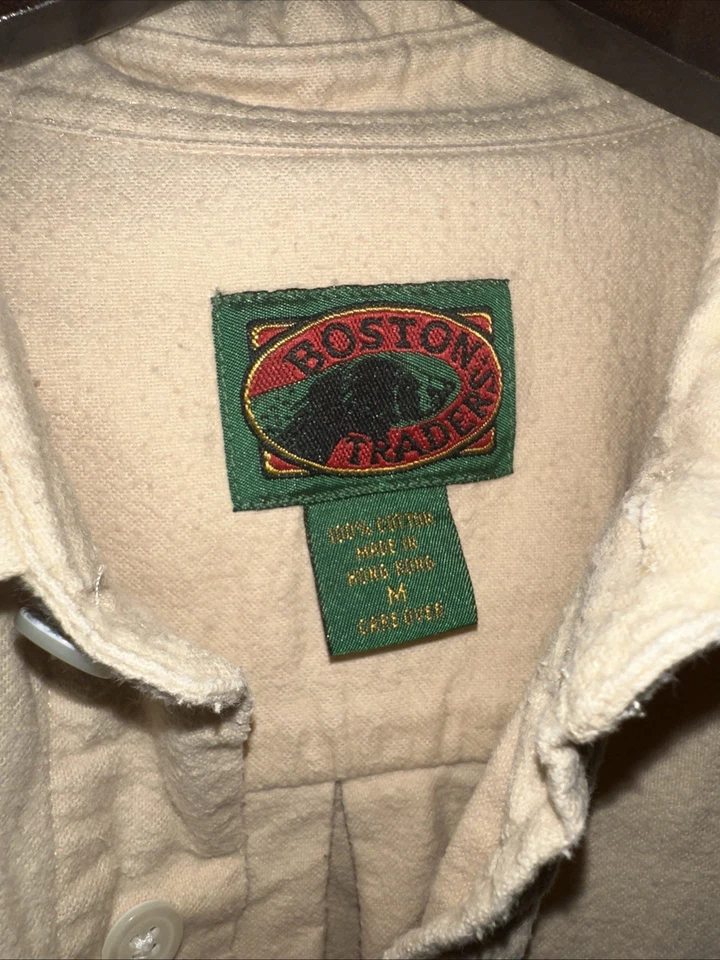 BOSTON
TRADERS
100% COTTON
MADE IN
HONG KONG
M
CARE OVER